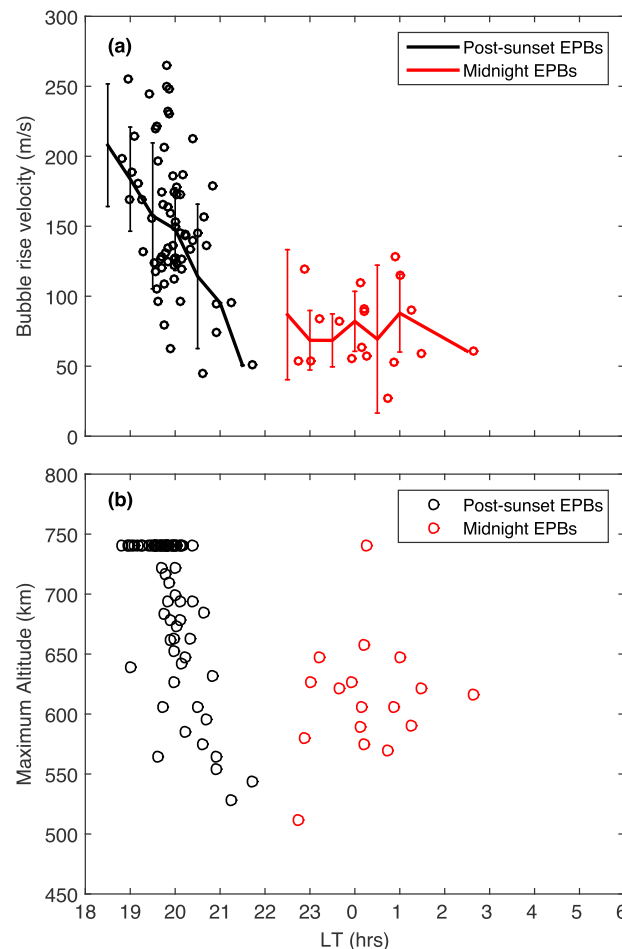 300
250
200
150
100
50
0
Bubble rise velocity (m/s)
(a)
Post-sunset EPBs
Midnight EPBs
800
750
700
650
600
550
500
450
Maximum Altitude (km)
(b)
Post-sunset EPBs
Midnight EPBs
18 19 20 21 22 23 0 1 2 3 4 5 6
LT (hrs)